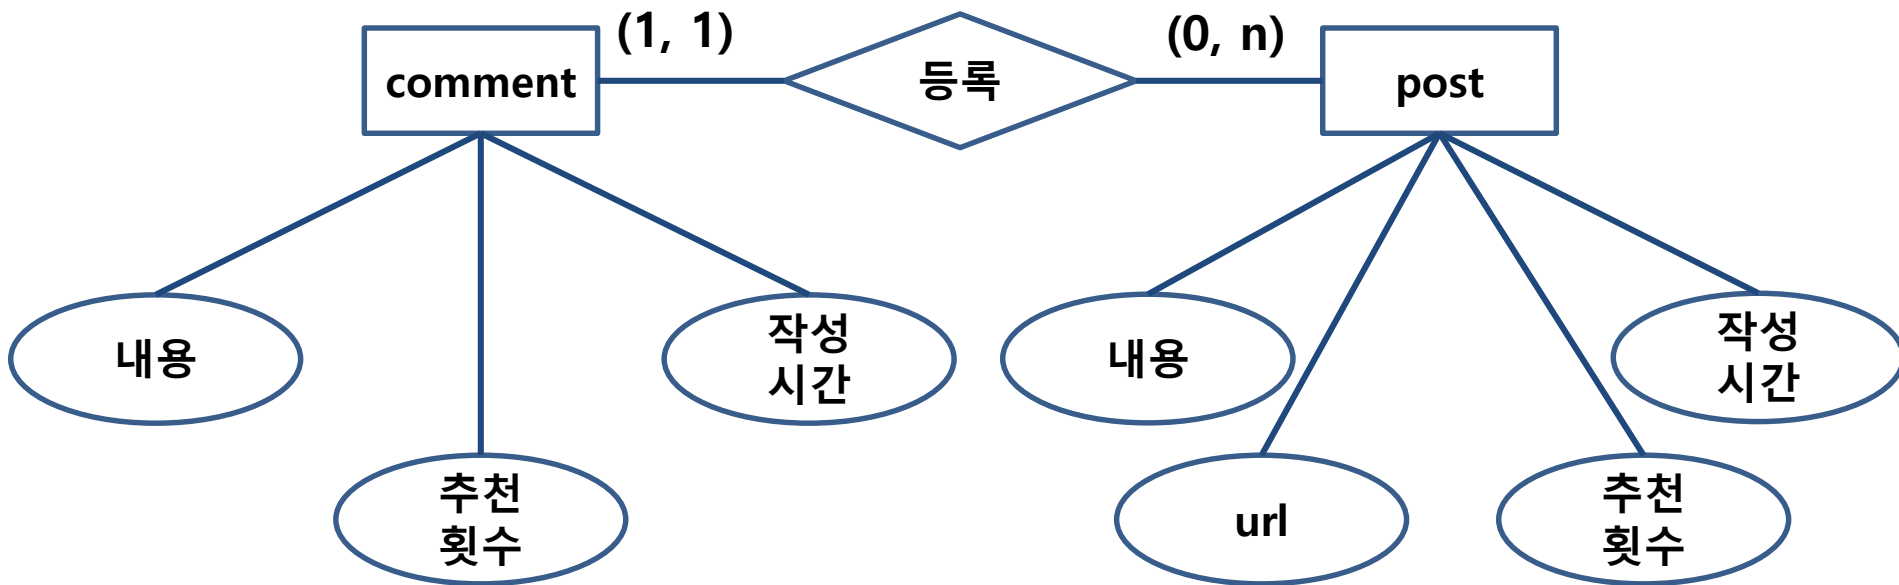 (1, 1)
(0, n)
comment
등록
post
내용
작성
시간
내용
작성
시간
추천
횟수
url
추천
횟수